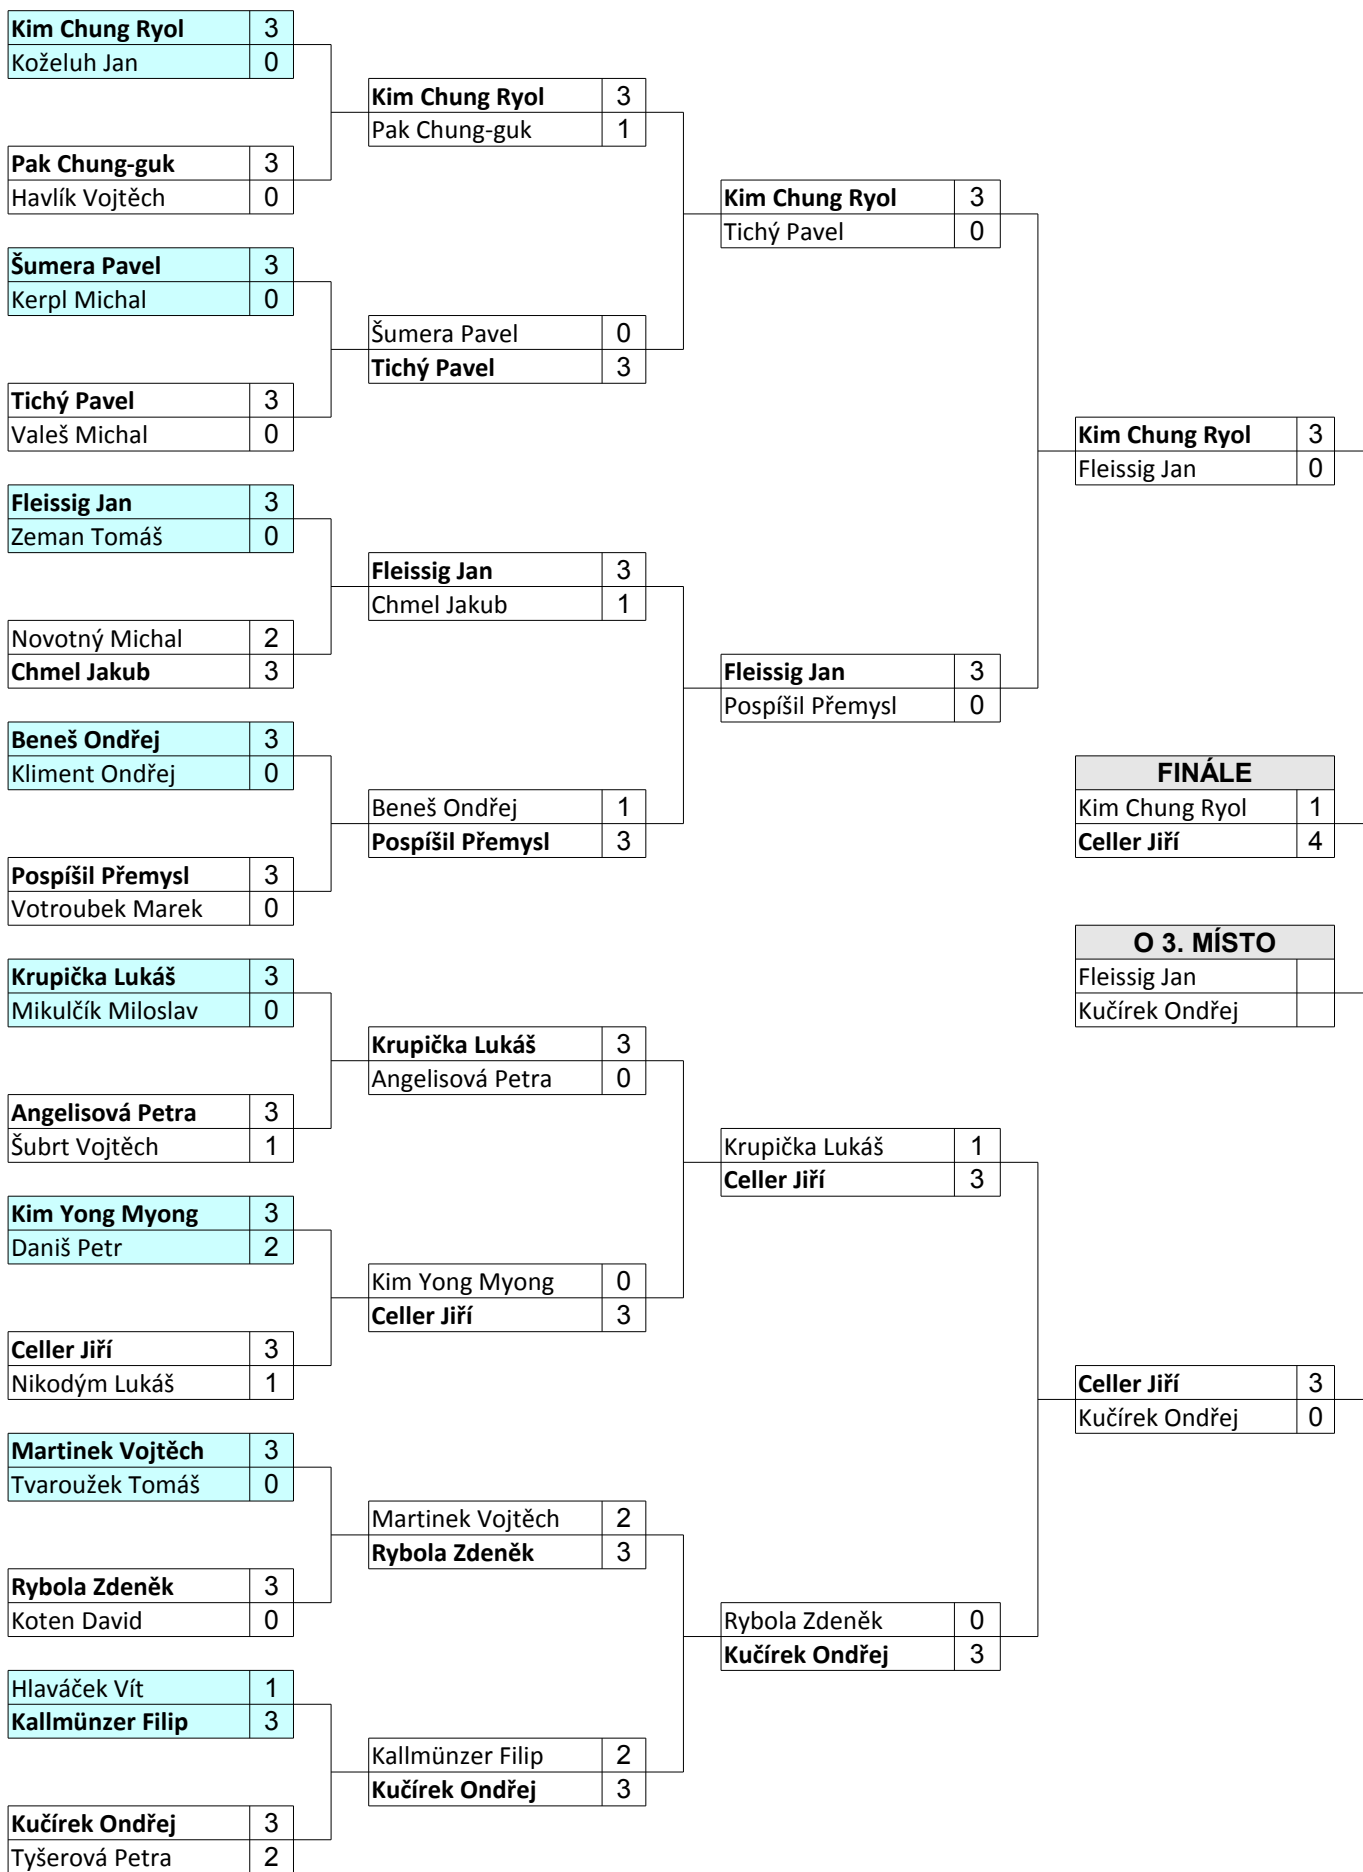 Kim Chung Ryol 3
Koželuh Jan 0
Pak Chung-guk 3
Havlík Vojtěch 0
Šumera Pavel 3
Kerpl Michal 0
Tichý Pavel 3
Valeš Michal 0
Fleissig Jan 3
Zeman Tomáš 0
Novotný Michal 2
Chmel Jakub 3
Beneš Ondřej 3
Kliment Ondřej 0
Pospíšil Přemysl 3
Votroubek Marek 0
Krupička Lukáš 3
Mikulčík Miloslav 0
Angelisová Petra 3
Šubrt Vojtěch 1
Kim Yong Myong 3
Daniš Petr 2
Celler Jiří 3
Nikodým Lukáš 1
Martinek Vojtěch 3
Tvaroužek Tomáš 0
Rybola Zdeněk 3
Koten David 0
Hlaváček Vít 1
Kallmünzer Filip 3
Kučírek Ondřej 3
Tyšerová Petra 2
Kim Chung Ryol 3
Pak Chung-guk 1
Šumera Pavel 0
Tichý Pavel 3
Fleissig Jan 3
Chmel Jakub 1
Beneš Ondřej 1
Pospíšil Přemysl 3
Krupička Lukáš 3
Angelisová Petra 0
Kim Yong Myong 0
Celler Jiří 3
Martinek Vojtěch 2
Rybola Zdeněk 3
Kallmünzer Filip 2
Kučírek Ondřej 3
Kim Chung Ryol 3
Tichý Pavel 0
Fleissig Jan 3
Pospíšil Přemysl 0
Krupička Lukáš 1
Celler Jiří 3
Rybola Zdeněk 0
Kučírek Ondřej 3
Kim Chung Ryol 3
Fleissig Jan 0
FINÁLE
Kim Chung Ryol 1
Celler Jiří 4
O 3. MÍSTO
Fleissig Jan
Kučírek Ondřej
Celler Jiří 3
Kučírek Ondřej 0